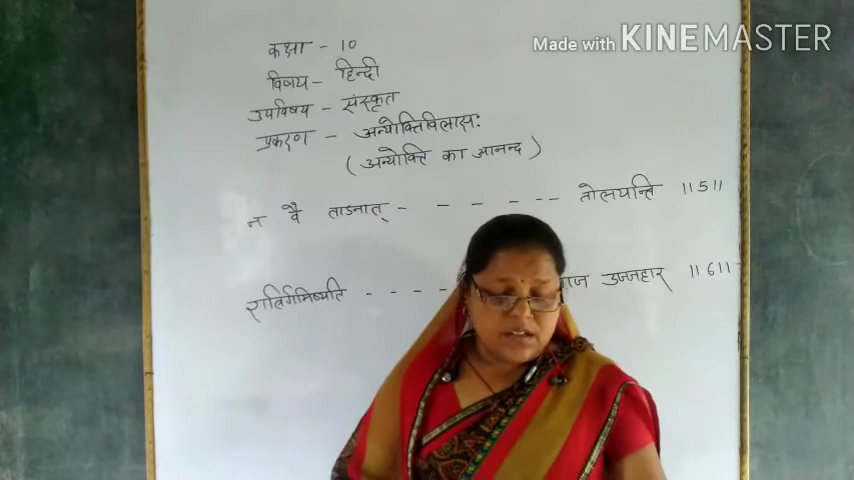 Made with KINEMASTER
कक्षा - 10
विषय - हिन्दी
उपविषय - संस्कृत
प्रकरण - अन्योक्तिविलासः
( अन्योक्ति का आनन्द )
न वै ताडनात् - - - - -- तोलयन्ति ॥5॥
रात्रिर्गमिष्यति - - - - गज उज्जहार ॥6॥